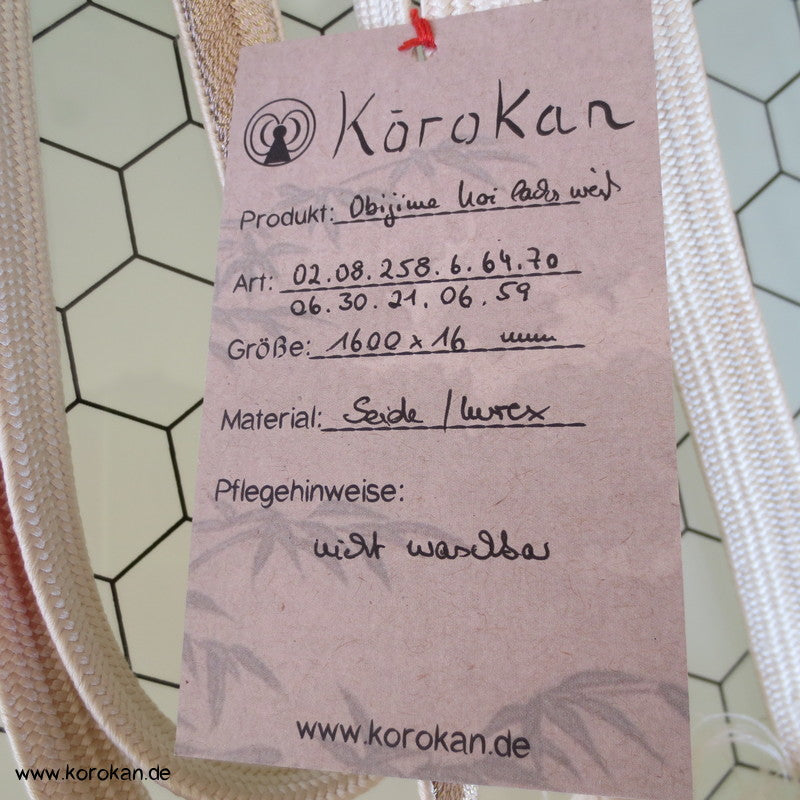 Kōrokan
Produkt: Obijime Koi lachs weiß
Art: 02.08.258.6.64.70
06.30.21.06.59
Größe: 1600 x 16 mm
Material: Seide / Lurex
Pflegehinweise:
nicht waschbar
www.korokan.de
www.korokan.de